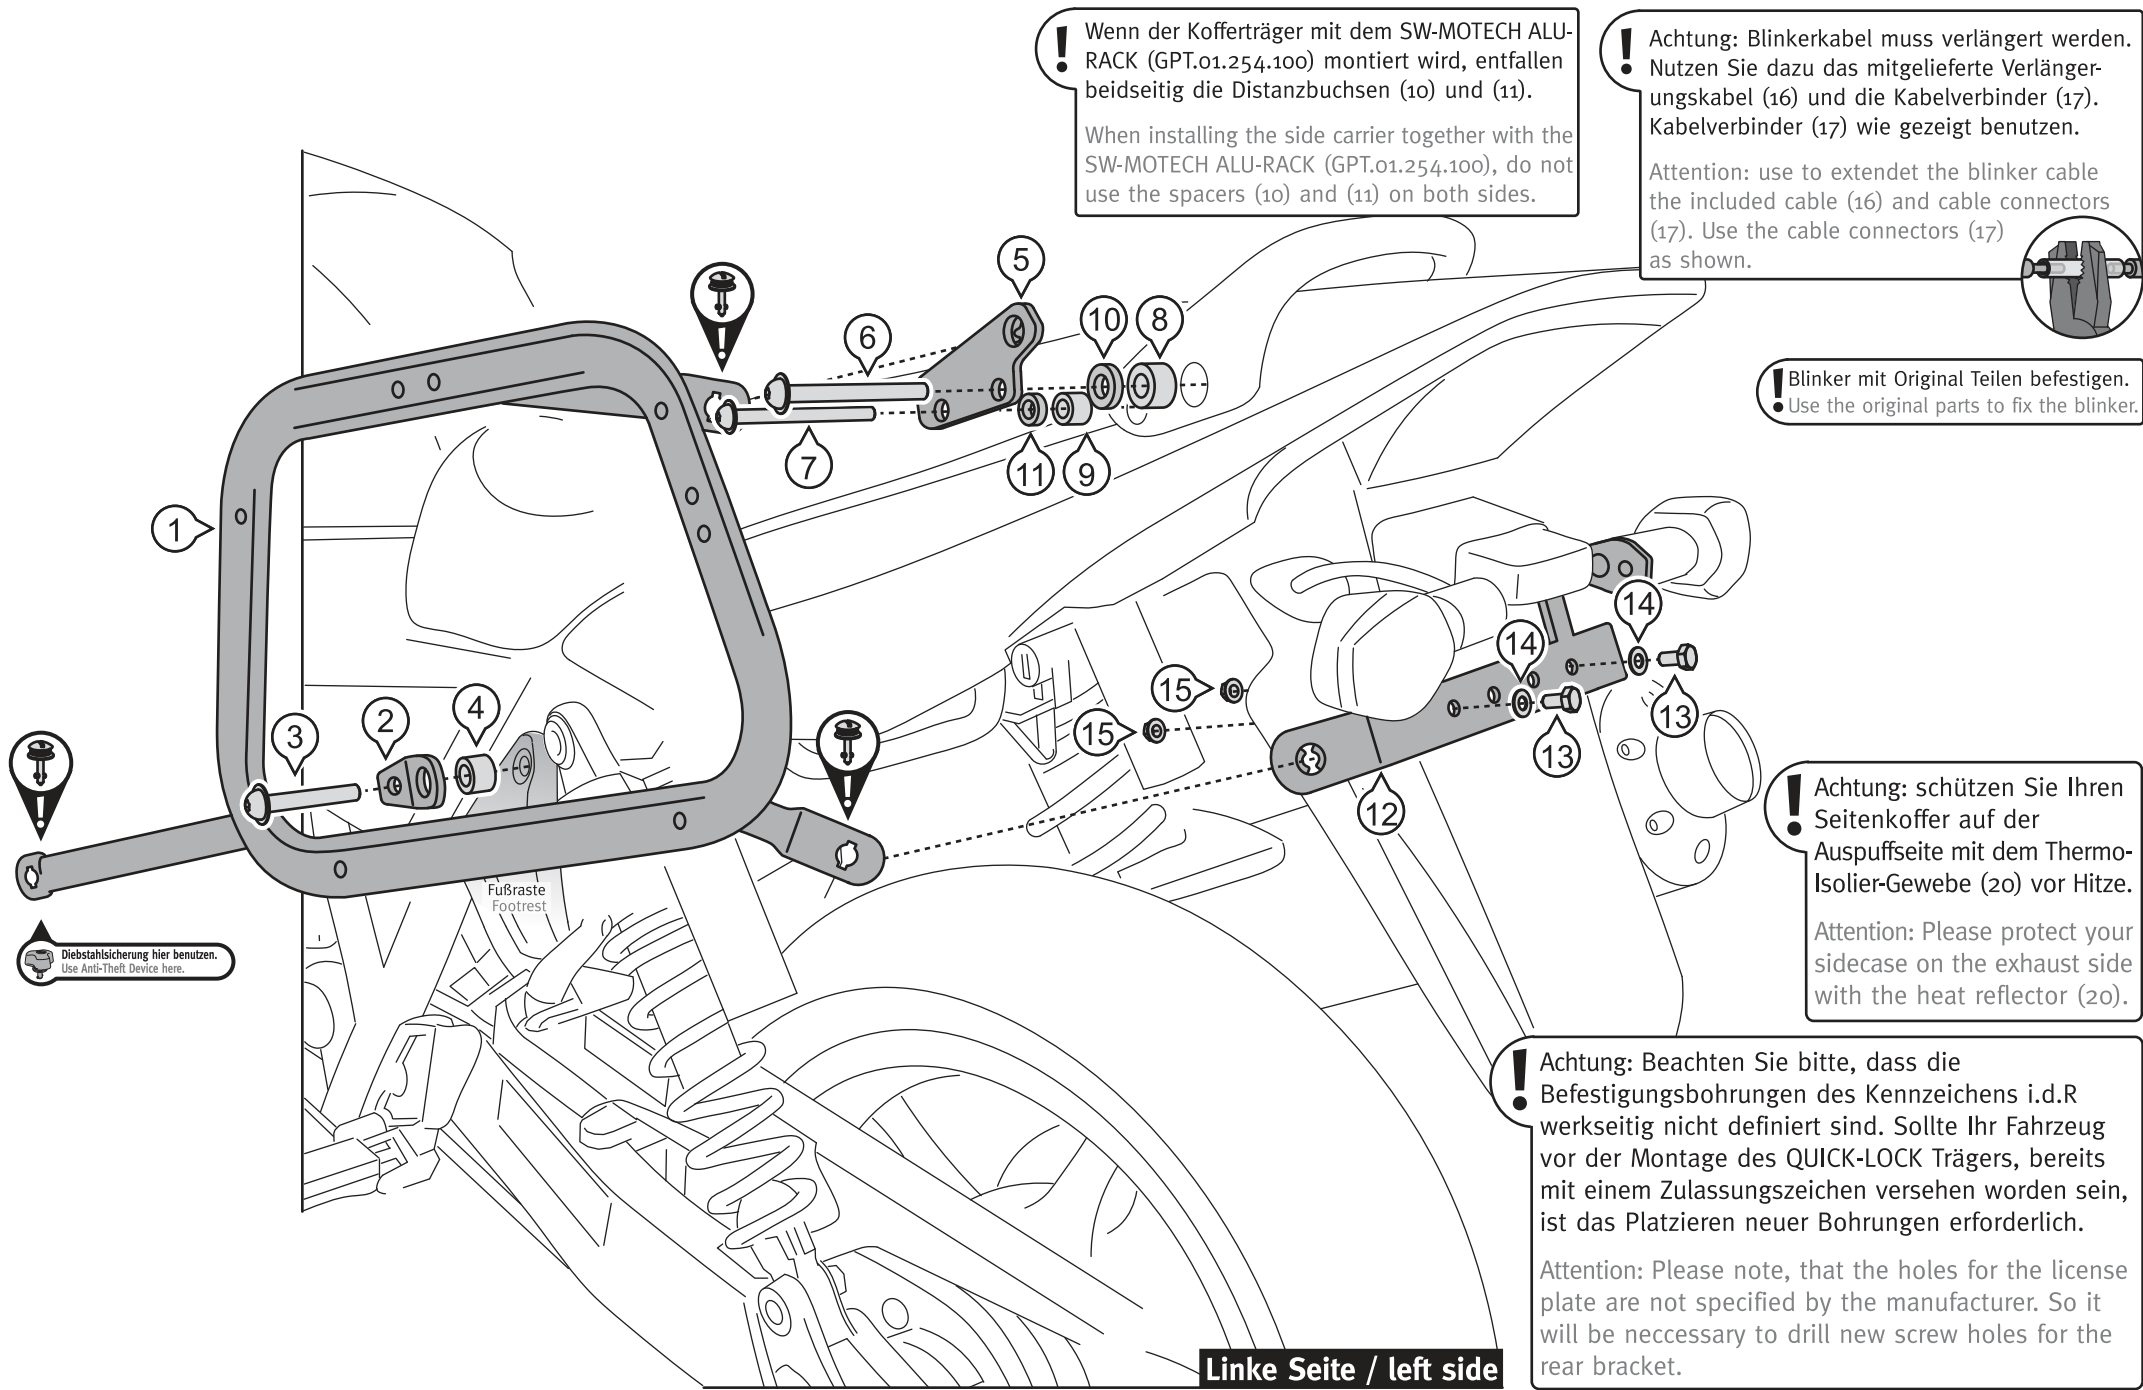 Wenn der Kofferträger mit dem SW-MOTECH ALU-
RACK (GPT.01.254.100) montiert wird, entfallen
beidseitig die Distanzbuchsen (10) und (11).
When installing the side carrier together with the
SW-MOTECH ALU-RACK (GPT.01.254.100), do not
use the spacers (10) and (11) on both sides.
!
Achtung: Blinkerkabel muss verlängert werden.
Nutzen Sie dazu das mitgelieferte Verlänger-
ungskabel (16) und die Kabelverbinder (17).
Kabelverbinder (17) wie gezeigt benutzen.
Attention: use to extendet the blinker cable
the included cable (16) and cable connectors
(17). Use the cable connectors (17)
as shown.
!
Blinker mit Original Teilen befestigen.
Use the original parts to fix the blinker.
!
5
!
6
10
8
7
11
9
1
14
14
15
15
13
13
12
3
2
4
!
!
Fußraste
Footrest
Diebstahlsicherung hier benutzen.
Use Anti-Theft Device here.
!
Achtung: schützen Sie Ihren
Seitenkoffer auf der
Auspuffseite mit dem Thermo-
Isolier-Gewebe (20) vor Hitze.
Attention: Please protect your
sidecase on the exhaust side
with the heat reflector (20).
!
Achtung: Beachten Sie bitte, dass die
Befestigungsbohrungen des Kennzeichens i.d.R
werkseitig nicht definiert sind. Sollte Ihr Fahrzeug
vor der Montage des QUICK-LOCK Trägers, bereits
mit einem Zulassungszeichen versehen worden sein,
ist das Platzieren neuer Bohrungen erforderlich.
Attention: Please note, that the holes for the license
plate are not specified by the manufacturer. So it
will be neccessary to drill new screw holes for the
rear bracket.
!
Linke Seite / left side